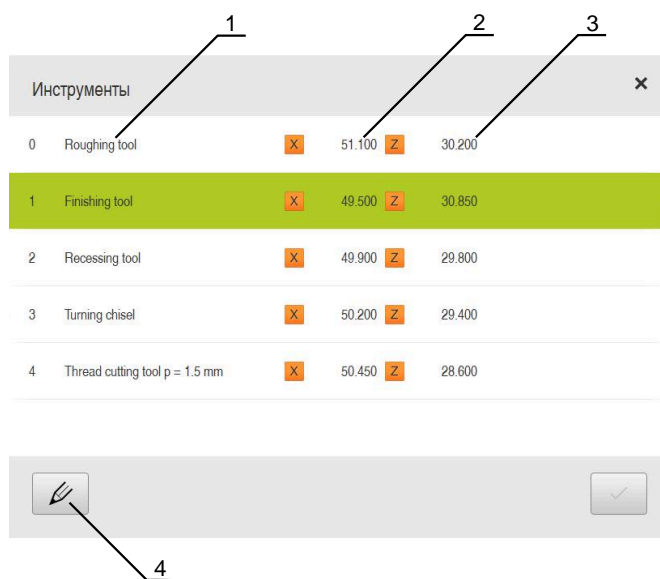 1 2 3
Инструменты ×
0 Roughing tool X 51.100 Z 30.200
1 Finishing tool X 49.500 Z 30.850
2 Recessing tool X 49.900 Z 29.800
3 Turning chisel X 50.200 Z 29.400
4 Thread cutting tool p = 1.5 mm X 50.450 Z 28.600
4